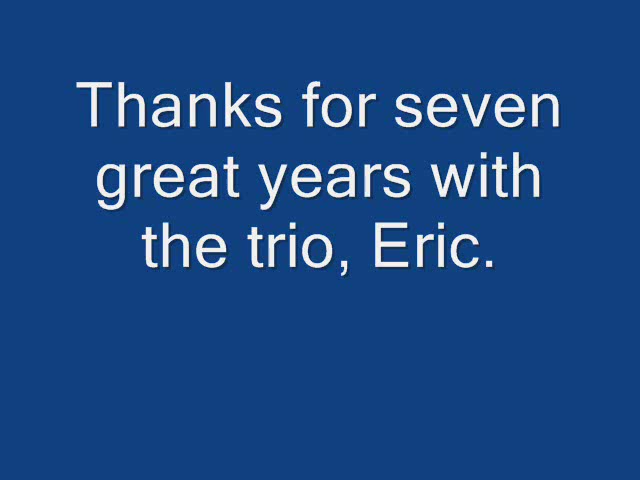 Thanks for seven
great years with
the trio, Eric.